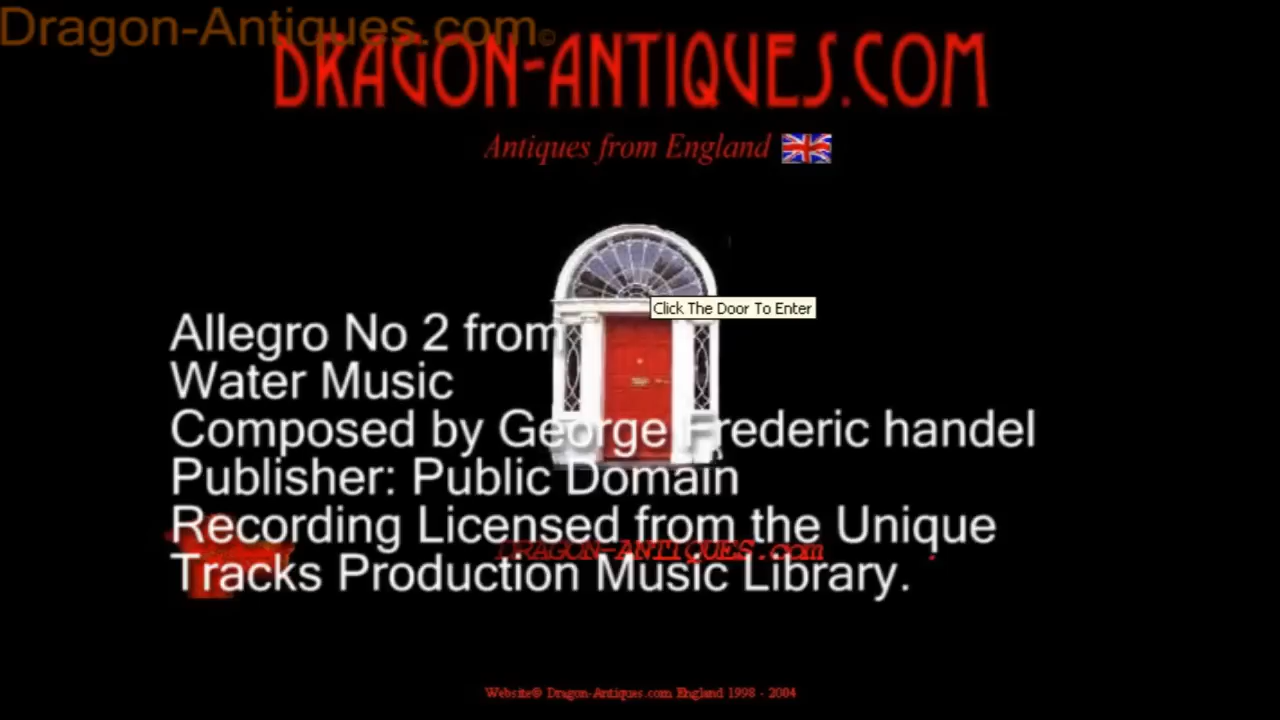 Dragon-Antiques.com©
DRAGON-ANTIQUES.COM
Antiques from England
Click The Door To Enter
Allegro No 2 from
Water Music
Composed by George Frederic handel
Publisher: Public Domain
Recording Licensed from the Unique
DRAGON-ANTIQUES.com
Tracks Production Music Library.
Website© Dragon-Antiques.com England 1998 - 2004